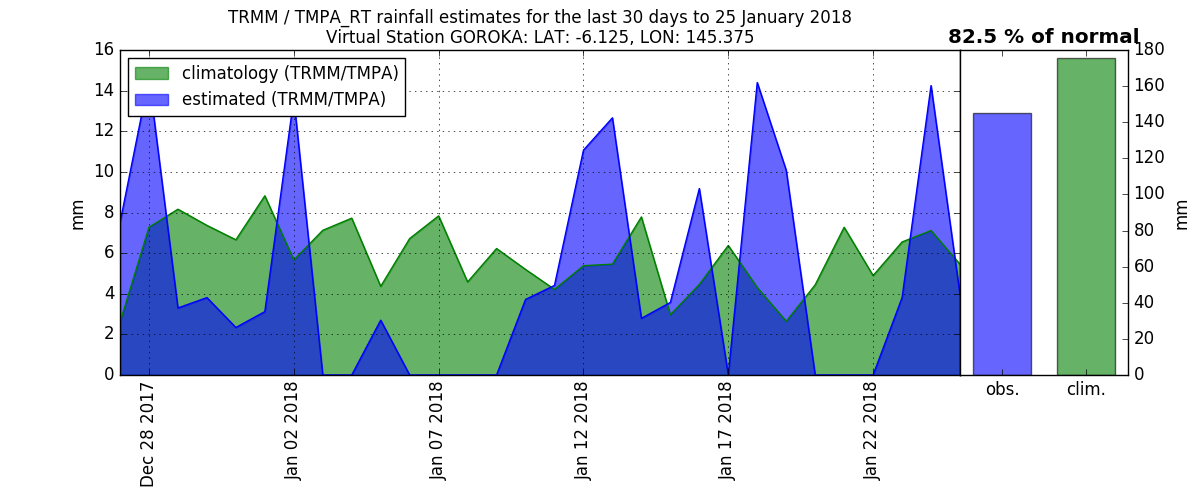 TRMM / TMPA_RT rainfall estimates for the last 30 days to 25 January 2018
Virtual Station GOROKA: LAT: -6.125, LON: 145.375
82.5 % of normal
climatology (TRMM/TMPA)
estimated (TRMM/TMPA)
mm
16
14
12
10
8
6
4
2
0
Dec 28 2017
Jan 02 2018
Jan 07 2018
Jan 12 2018
Jan 17 2018
Jan 22 2018
obs.
clim.
180
160
140
120
100
80
60
40
20
0
mm